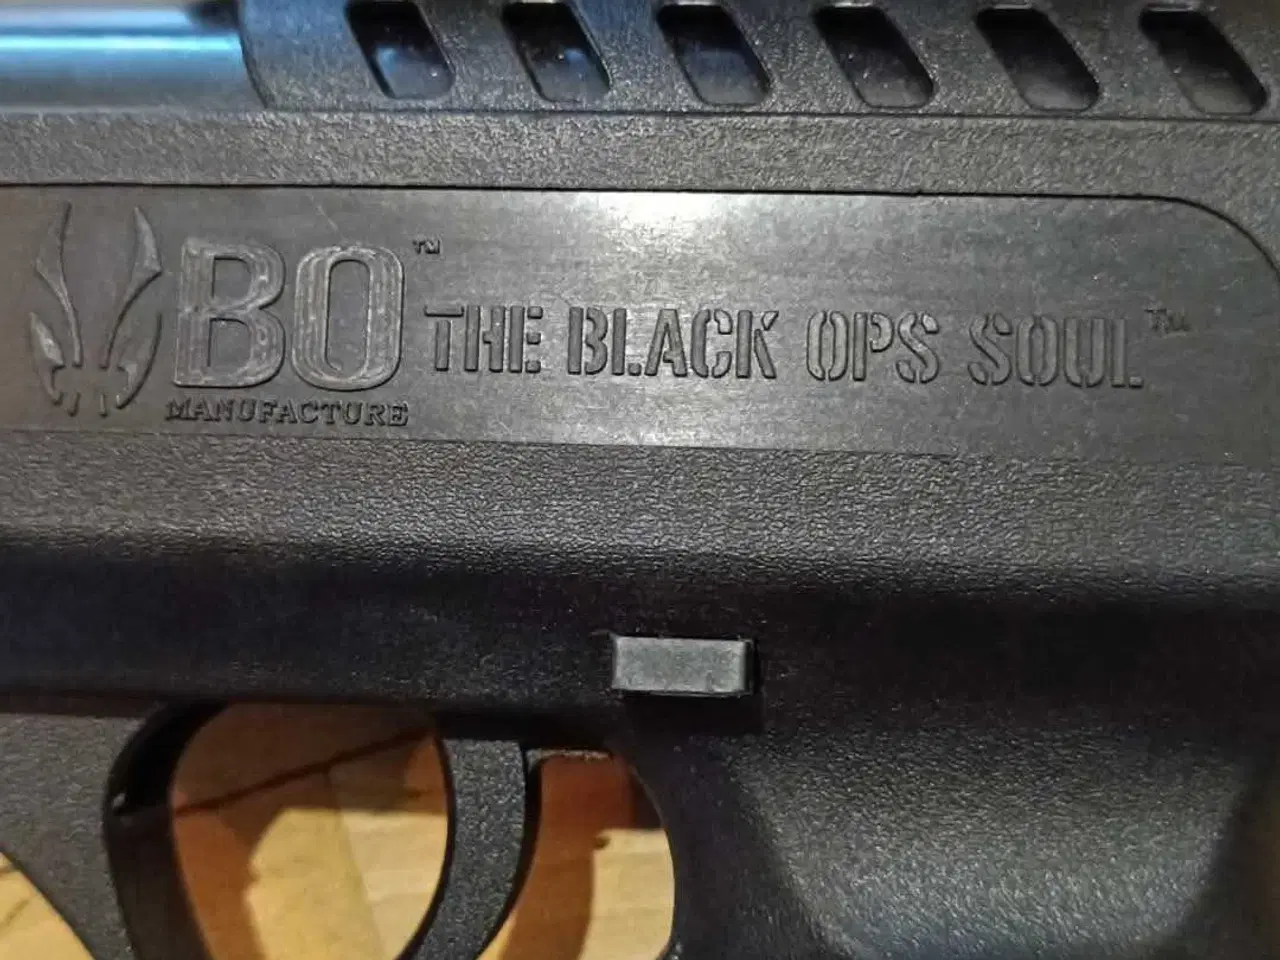 BO™
MANUFACTURE
THE BLACK OPS SOUL™